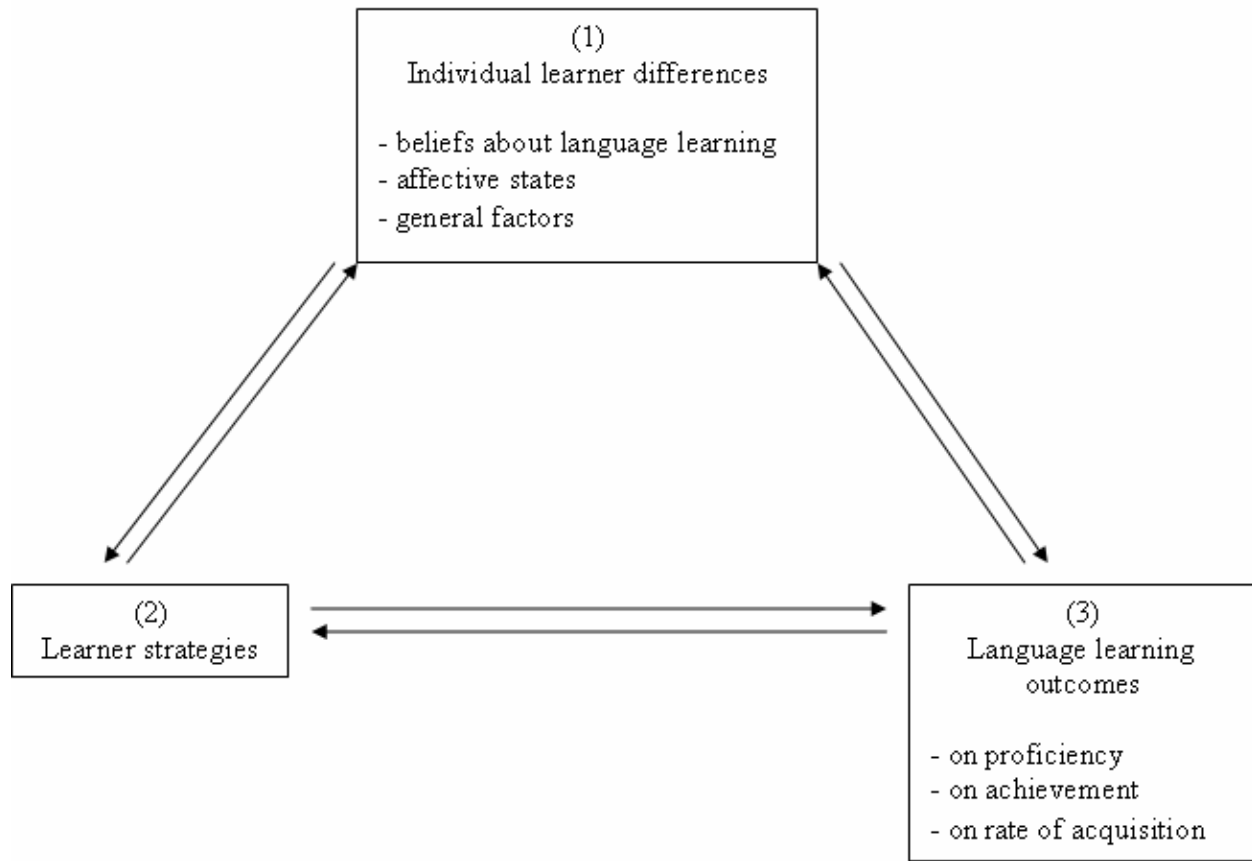 (1)
Individual learner differences
- beliefs about language learning
- affective states
- general factors
(2)
Learner strategies
(3)
Language learning
outcomes
- on proficiency
- on achievement
- on rate of acquisition